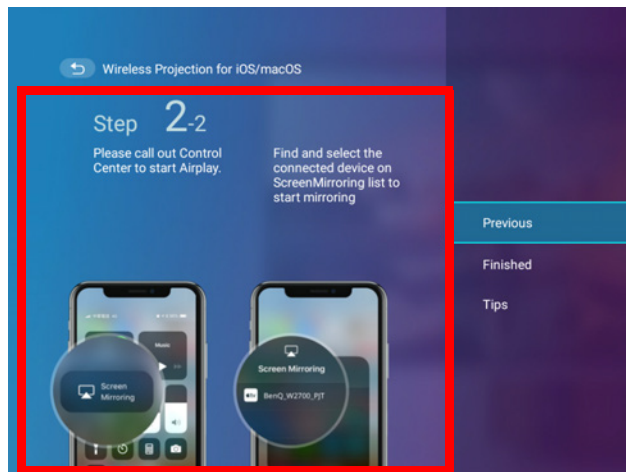 Wireless Projection for iOS/macOS
Step 2-2
Please call out Control
Center to start Airplay.
Find and select the
connected device on
ScreenMirroring list to
start mirroring
Previous
Finished
Tips
Music
Screen
Mirroring
Screen Mirroring
BenQ_W2700_PJT